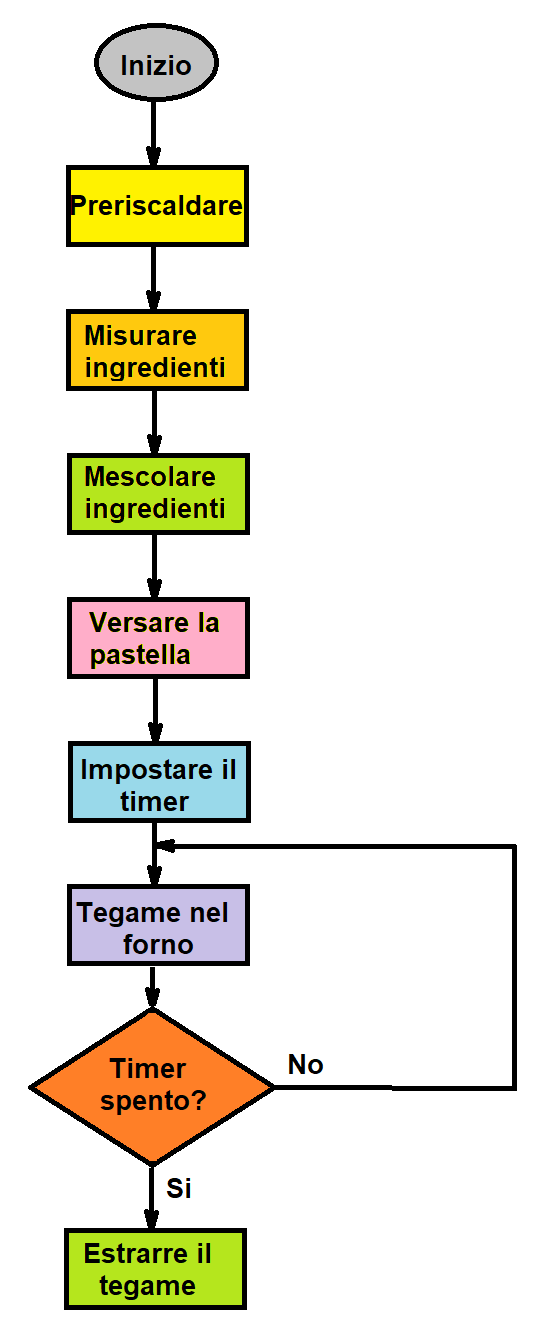 Inizio
Preriscaldare
Misurare
ingredienti
Mescolare
ingredienti
Versare la
pastella
Impostare il
timer
Tegame nel
forno
Timer
spento?
No
Si
Estrarre il
tegame